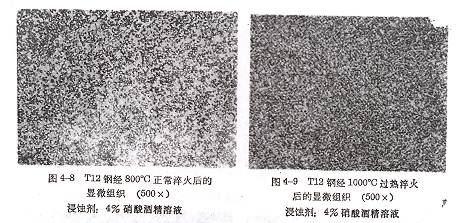 图 4-8 T12 钢经 800°C 正常淬火后的
显微组织 (500×)
浸蚀剂：4% 硝酸酒精溶液
图 4-9 T12 钢经 1000°C 过热淬火
后的显微组织 (500×)
浸蚀剂：4% 硝酸酒精溶液